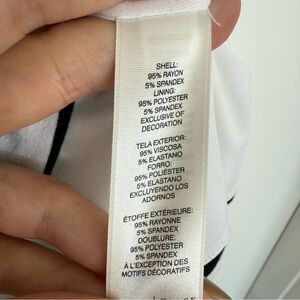 SHELL:
95% RAYON
5% SPANDEX
LINING:
95% POLYESTER
5% SPANDEX
EXCLUSIVE OF
DECORATION
TELA EXTERIOR:
95% VISCOSA
5% ELASTANO
FORRO:
95% POLIÉSTER
5% ELASTANO
EXCLUYENDO LOS
ADORNOS
ÉTOFFE EXTÉRIEURE:
95% RAYONNE
5% SPANDEX
DOUBLURE:
95% POLYESTER
5% SPANDEX
À L'EXCEPTION DES
MOTIFS DÉCORATIFS